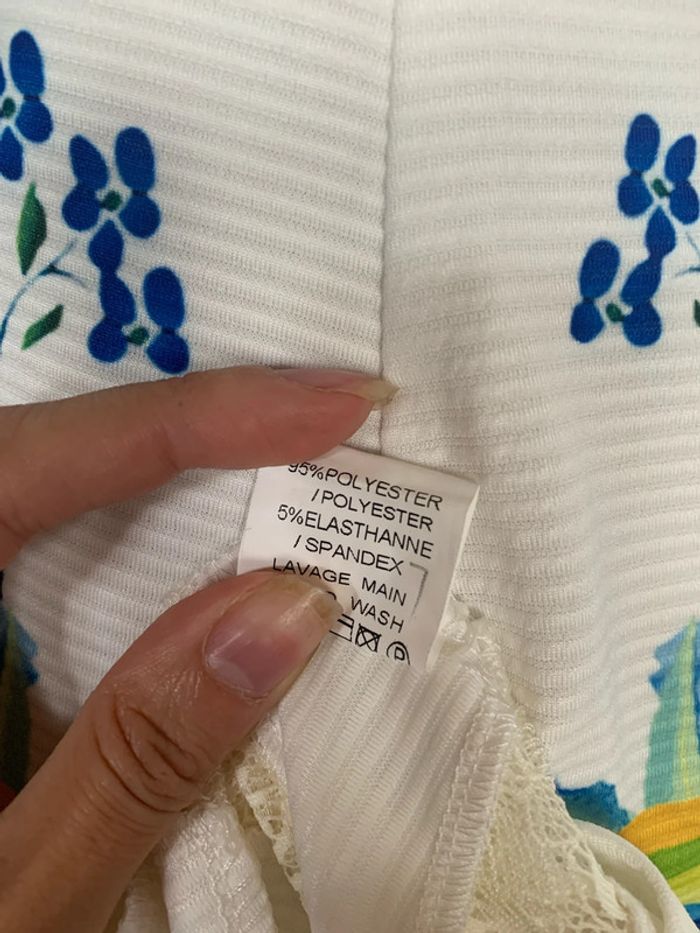 95%POLYESTER
/POLYESTER
5%ELASTHANNE
/SPANDEX
LAVAGE MAIN
WASH
P